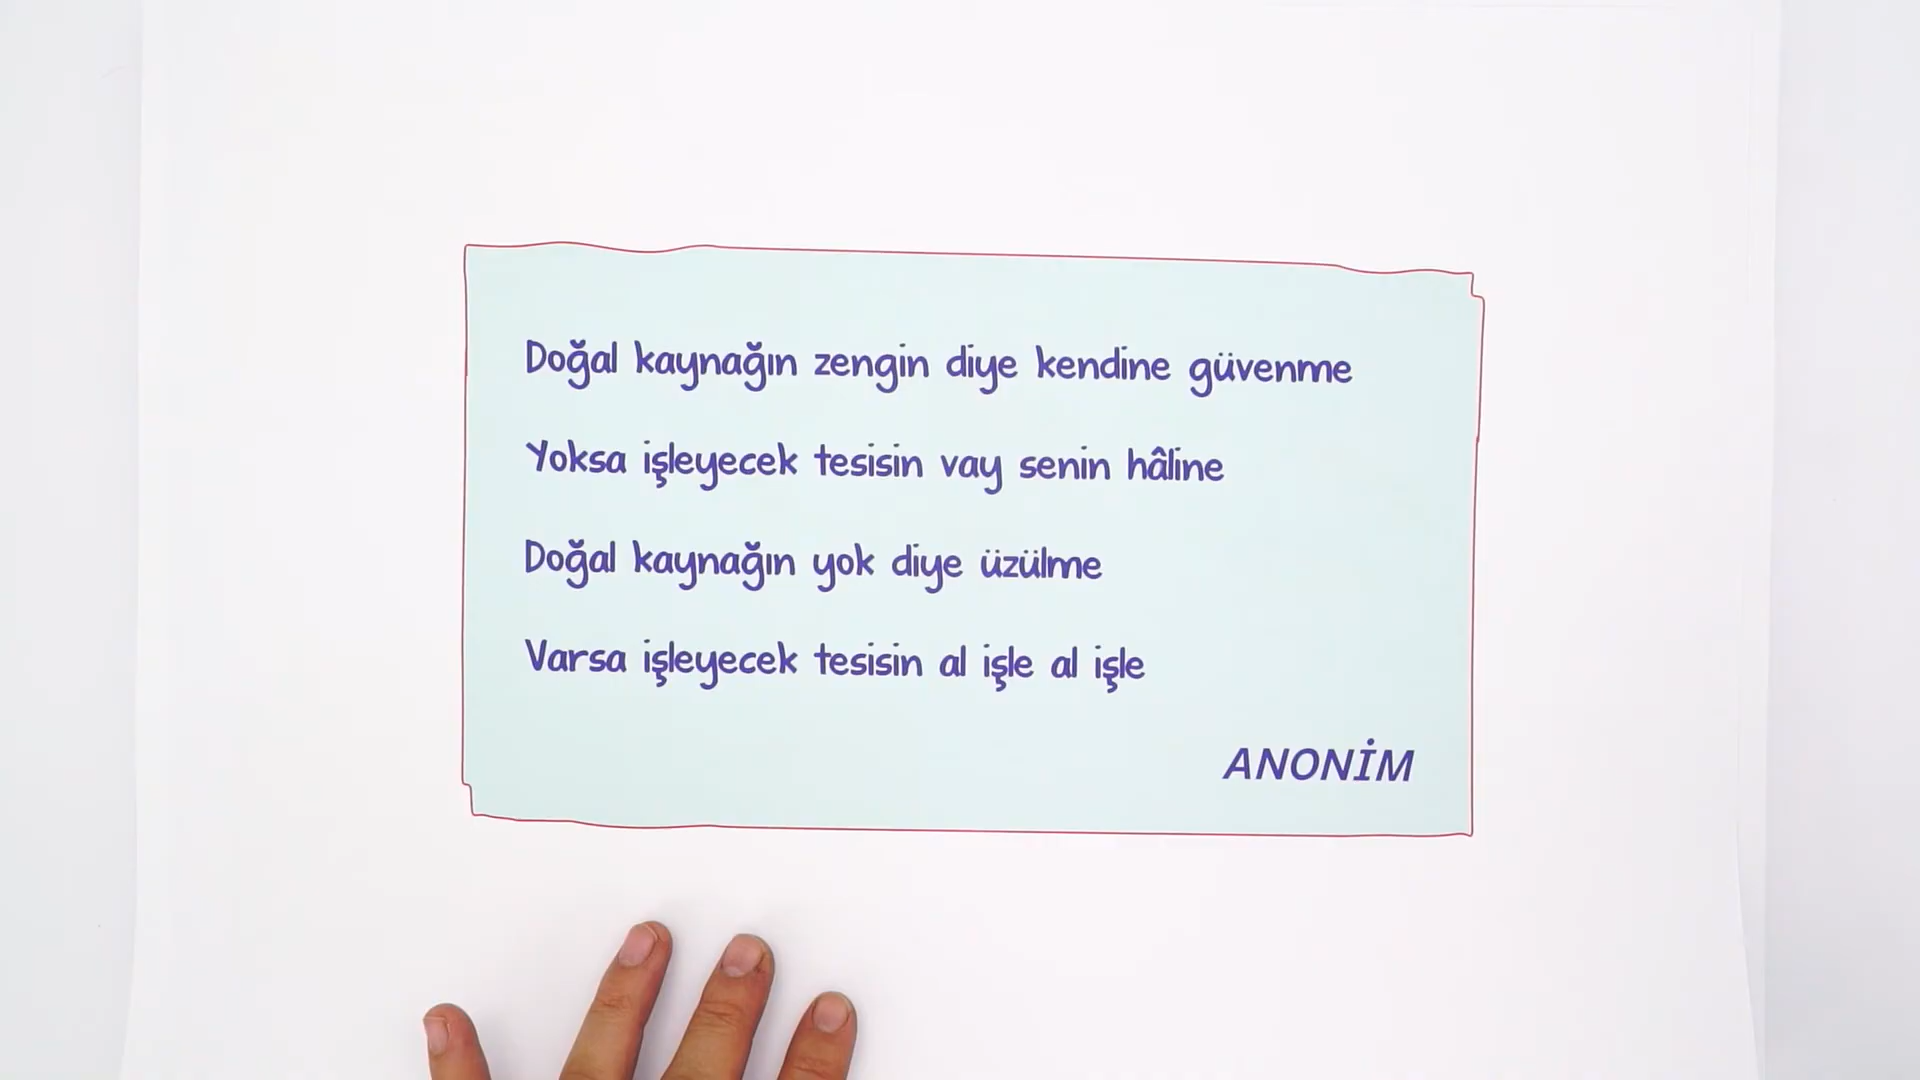 Doğal kaynağın zengin diye kendine güvenme
Yoksa işleyecek tesisin vay senin hâline
Doğal kaynağın yok diye üzülme
Varsa işleyecek tesisin al işle al işle
ANONİM